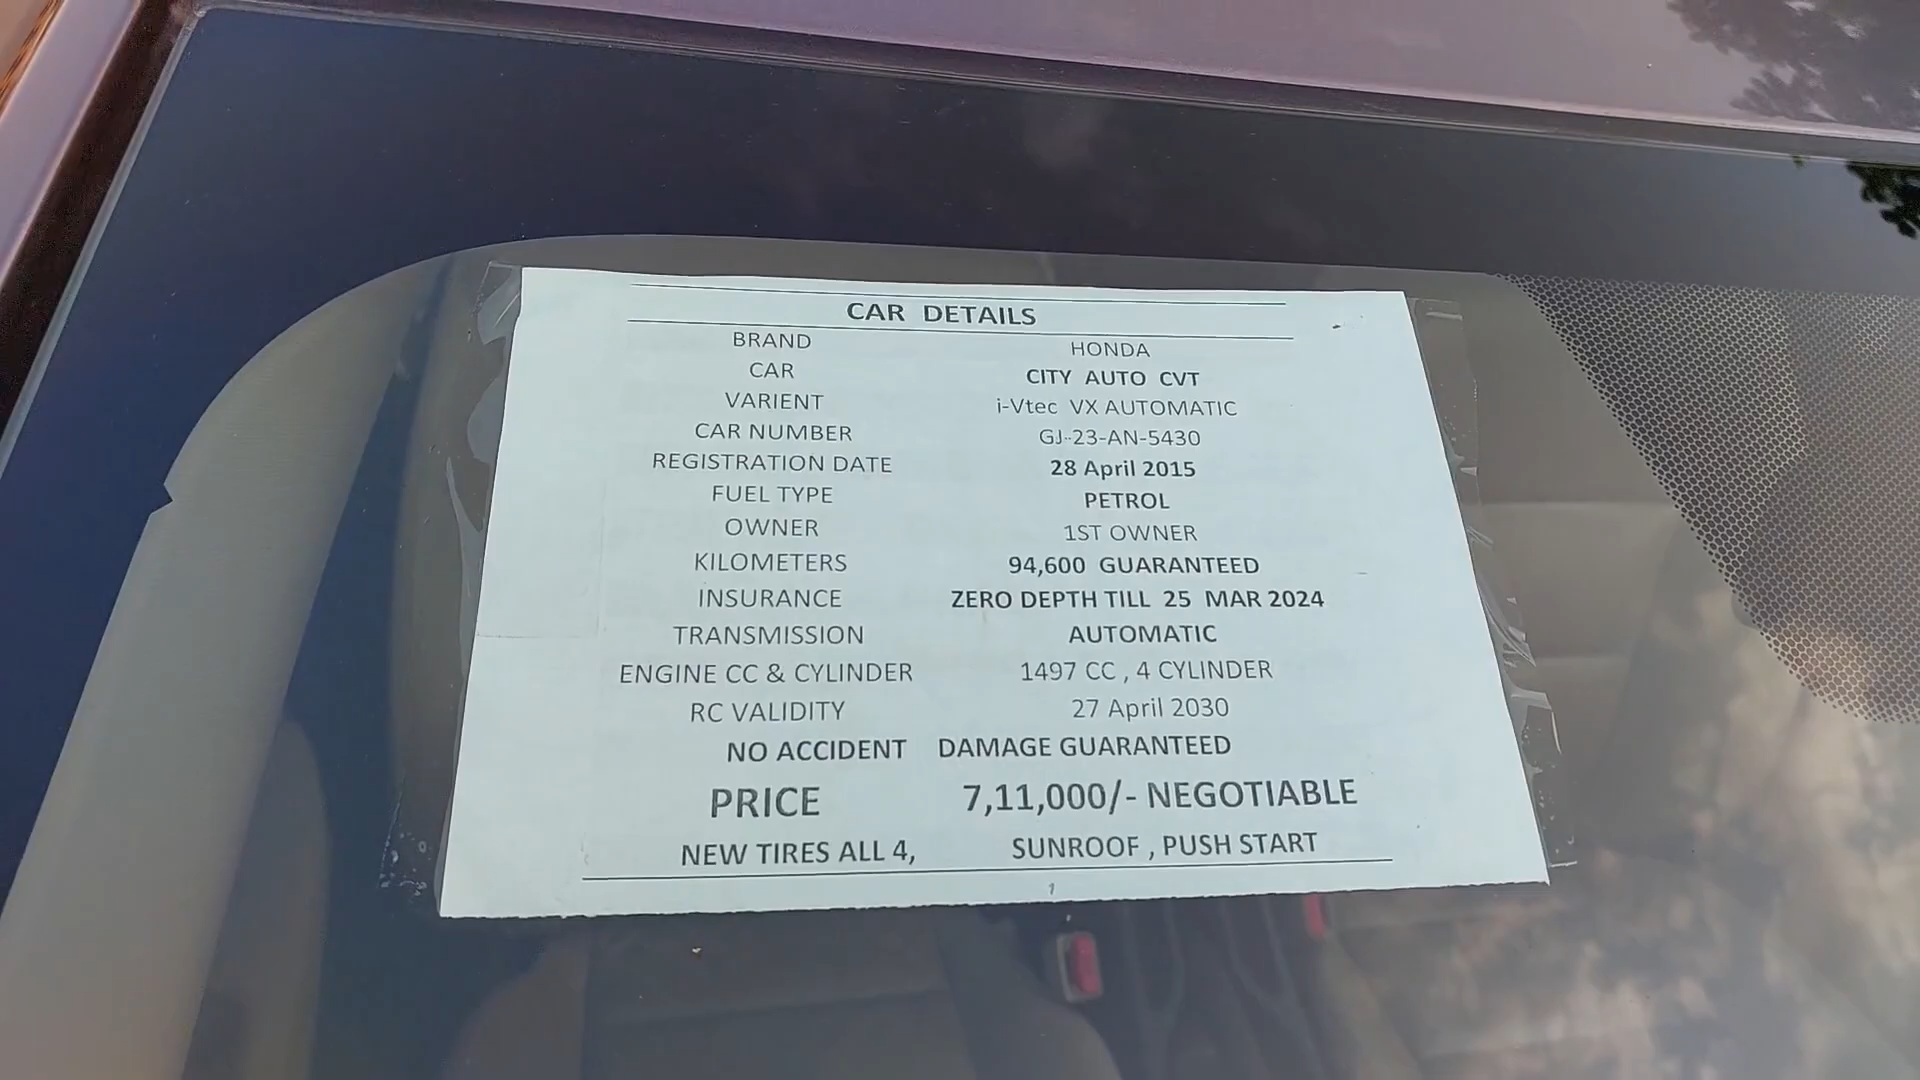 CAR DETAILS
BRAND HONDA
CAR CITY AUTO CVT
VARIENT i-Vtec VX AUTOMATIC
CAR NUMBER GJ-23-AN-5430
REGISTRATION DATE 28 April 2015
FUEL TYPE PETROL
OWNER 1ST OWNER
KILOMETERS 94,600 GUARANTEED
INSURANCE ZERO DEPTH TILL 25 MAR 2024
TRANSMISSION AUTOMATIC
ENGINE CC & CYLINDER 1497 CC , 4 CYLINDER
RC VALIDITY 27 April 2030
NO ACCIDENT DAMAGE GUARANTEED
PRICE 7,11,000/- NEGOTIABLE
NEW TIRES ALL 4, SUNROOF , PUSH START
1